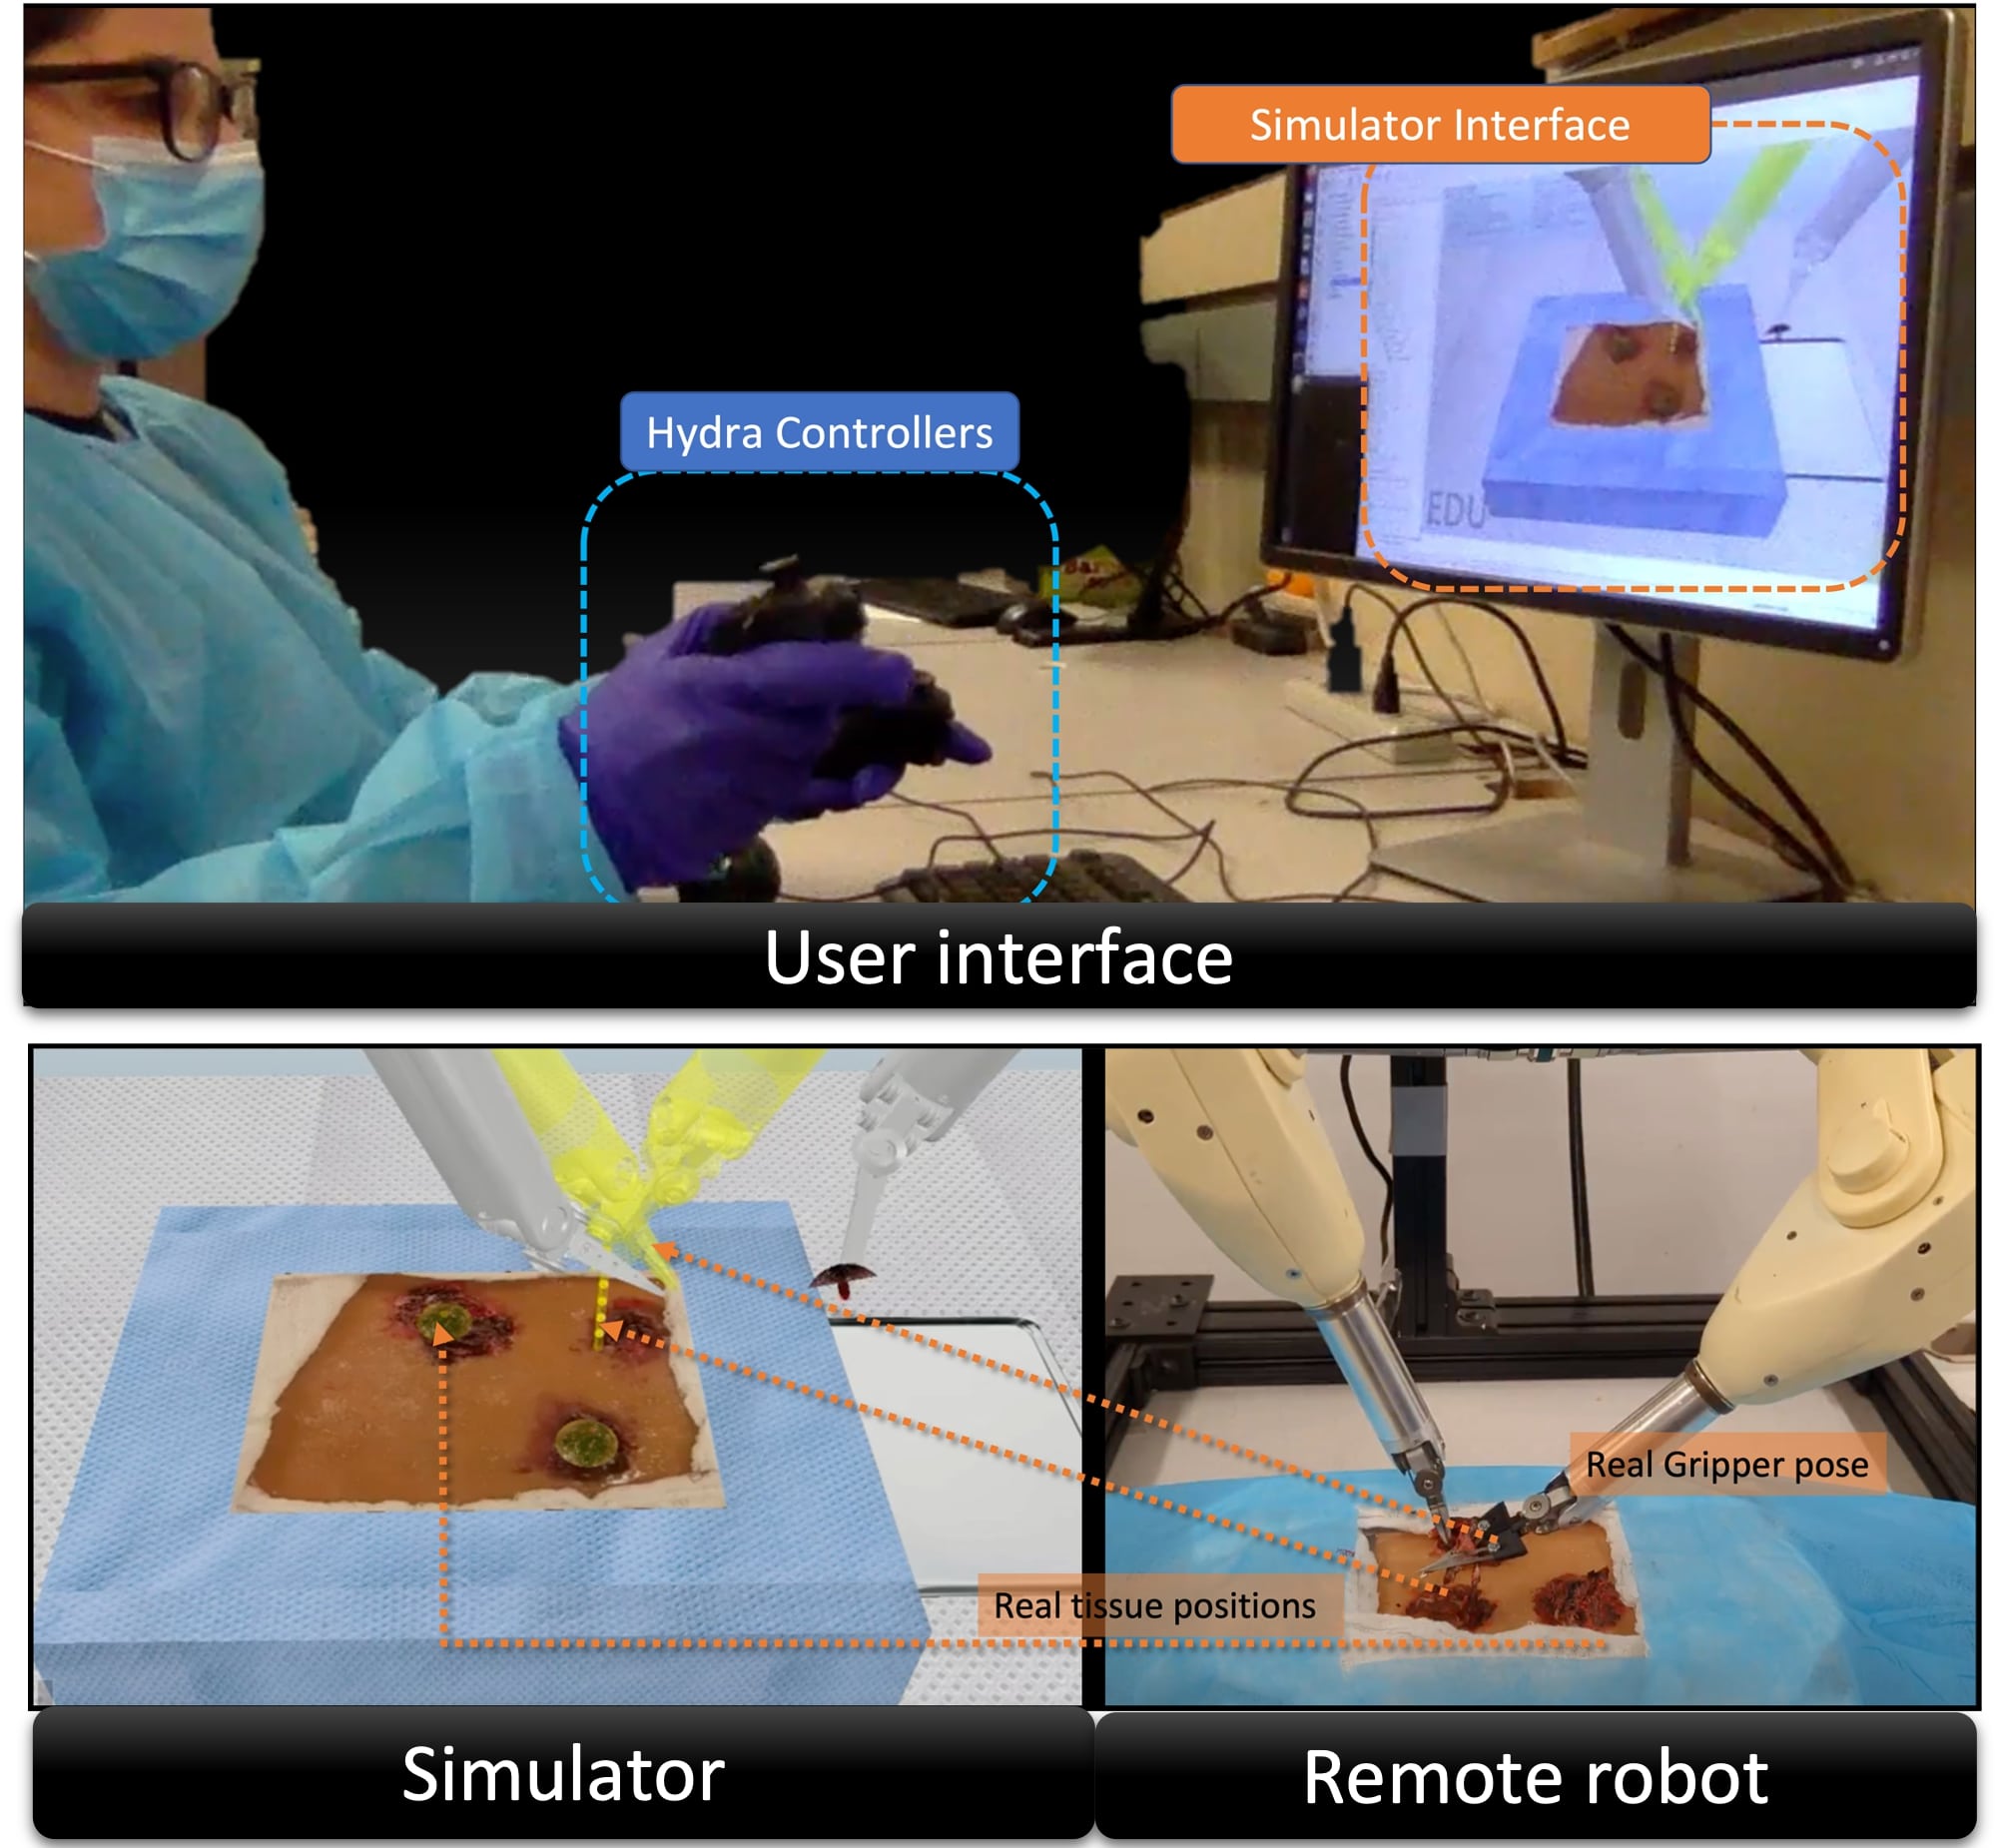 Simulator Interface
Hydra Controllers
EDU
User interface
Real Gripper pose
Real tissue positions
Simulator
Remote robot